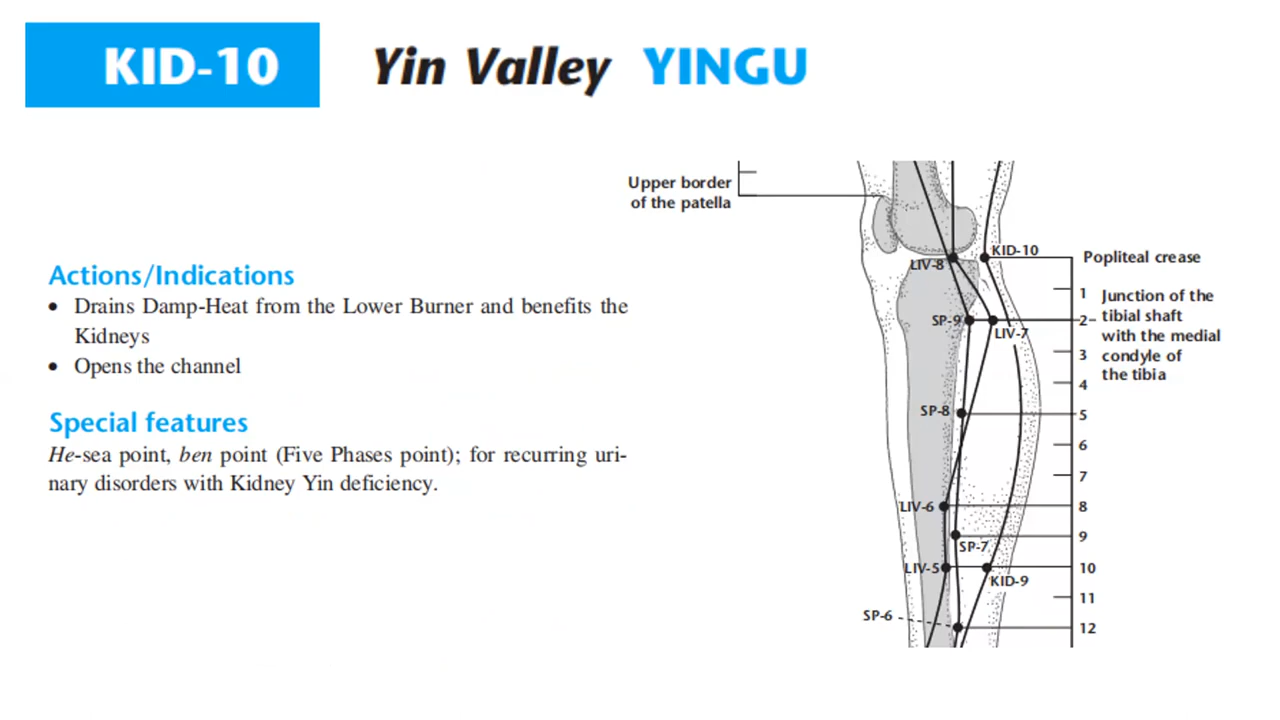 KID-10 Yin Valley YINGU
Upper border
of the patella
Actions/Indications
• Drains Damp-Heat from the Lower Burner and benefits the
Kidneys
• Opens the channel
Special features
He-sea point, ben point (Five Phases point); for recurring uri-
nary disorders with Kidney Yin deficiency.
KID-10
LIV-8
Popliteal crease
1
Junction of the
tibial shaft
with the medial
condyle of
the tibia
SP-9
LIV-7
2
3
4
SP-8
5
6
7
LIV-6
8
9
SP-7
LIV-5
10
KID-9
11
SP-6
12